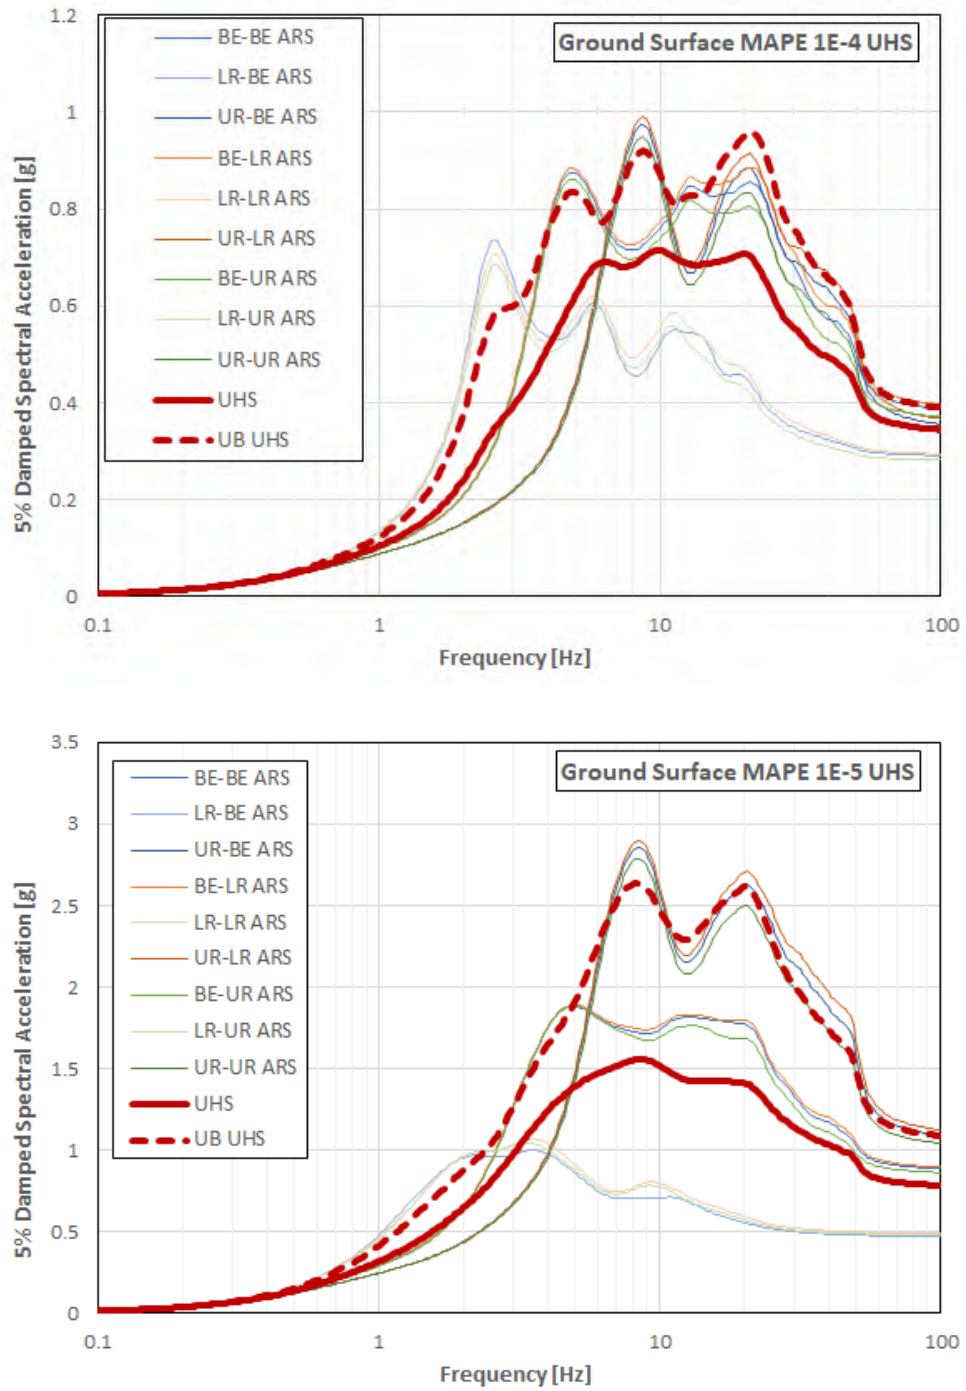 1.2
Ground Surface MAPE 1E-4 UHS
BE-BE ARS
LR-BE ARS
UR-BE ARS
BE-LR ARS
LR-LR ARS
UR-LR ARS
BE-UR ARS
LR-UR ARS
UR-UR ARS
UHS
UB UHS
1
0.8
0.6
0.4
0.2
0
5% Damped Spectral Acceleration [g]
0.1 1 10 100
Frequency [Hz]
3.5
Ground Surface MAPE 1E-5 UHS
BE-BE ARS
LR-BE ARS
UR-BE ARS
BE-LR ARS
LR-LR ARS
UR-LR ARS
BE-UR ARS
LR-UR ARS
UR-UR ARS
UHS
UB UHS
3
2.5
2
1.5
1
0.5
0
5% Damped Spectral Acceleration [g]
0.1 1 10 100
Frequency [Hz]